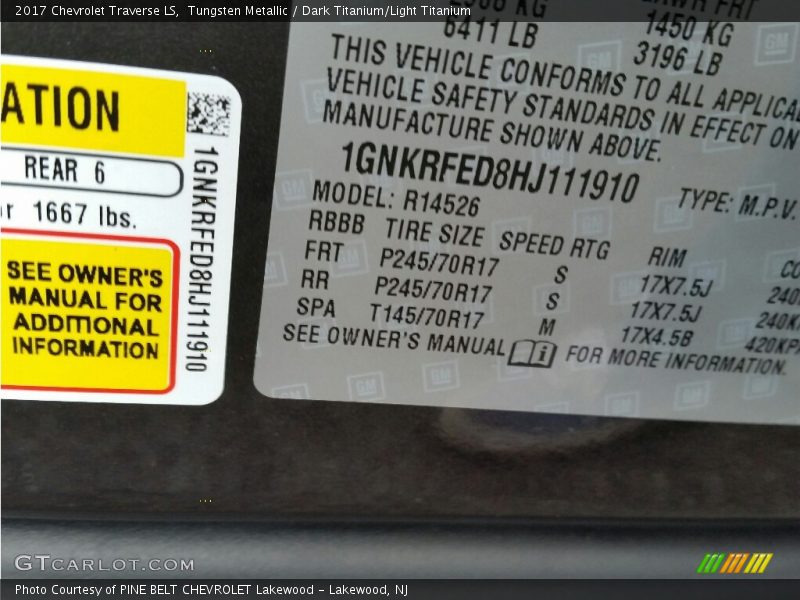 2017 Chevrolet Traverse LS, Tungsten Metallic / Dark Titanium/Light Titanium
ATION
REAR 6
1667 lbs.
SEE OWNER'S
MANUAL FOR
ADDITIONAL
INFORMATION
1GNKRFED8HJ111910
KG
6411 LB
GAWR FRT
1450 KG
3196 LB
THIS VEHICLE CONFORMS TO ALL
VEHICLE SAFETY STANDARDS IN EFFECT ON
MANUFACTURE SHOWN ABOVE.
1GNKRFED8HJ111910
MODEL: R14526 TYPE: M.P.V.
RBBB TIRE SIZE SPEED RTG RIM
FRT P245/70R17 S 17X7.5J
RR P245/70R17 S 17X7.5J
SPA T145/70R17 M 17X4.5B 420KPA
SEE OWNER'S MANUAL FOR MORE INFORMATION.
GM
GTCARLOT.COM
Photo Courtesy of PINE BELT CHEVROLET Lakewood - Lakewood, NJ